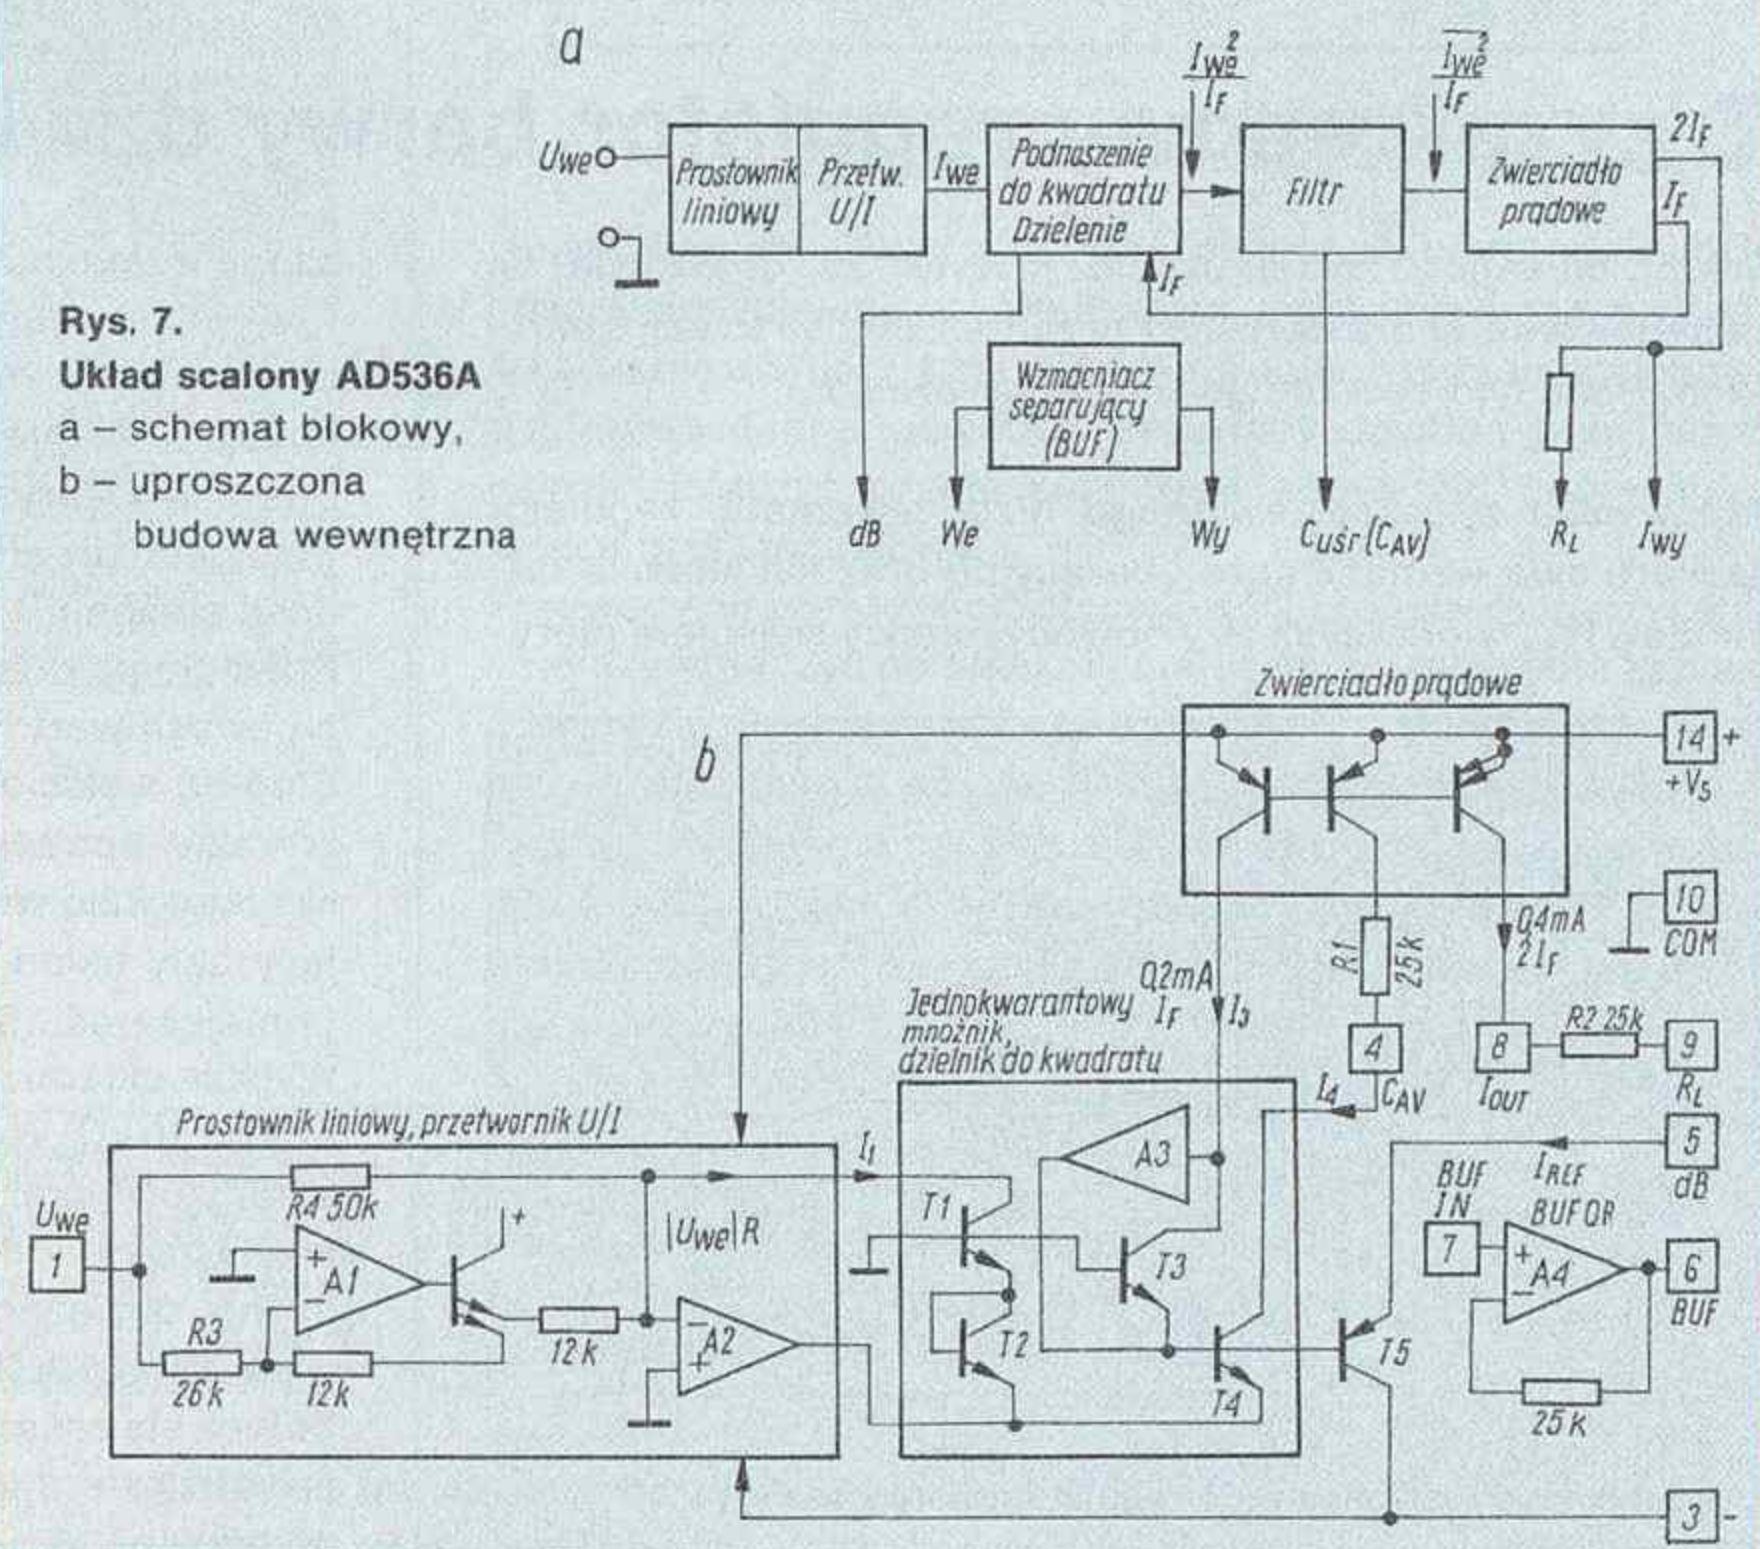 a
Rys. 7.
Układ scalony AD536A
a – schemat blokowy,
b – uproszczona
budowa wewnętrzna
Uwe
Prostownik
liniowy
Przetw.
U/I
Iwe
Podnoszenie
do kwadratu
Dzielenie
Iwe²
IF
Filtr
Iwe²
IF
Zwierciadło
prądowe
2IF
IF
IF
Wzmacniacz
separujący
(BUF)
dB
We
Wy
Cuśr (CAV)
RL
Iwy
b
Zwierciadło prądowe
14 +
+VS
10
COM
0,4mA
2IF
R1
25k
0,2mA
IF
I3
Jednokwarantowy
mnożnik,
dzielnik do kwadratu
4
CAV
I4
8
IOUT
R2 25k
9
RL
5
dB
IREF
Prostownik liniowy, przetwornik U/I
I1
Uwe
1
R4 50k
+
|Uwe|R
+
A1
–
R3
26k
12k
12k
–
A2
+
T1
T2
A3
T3
T4
T5
BUF
IN
7
BUFOR
+
A4
–
25k
6
BUF
3 -